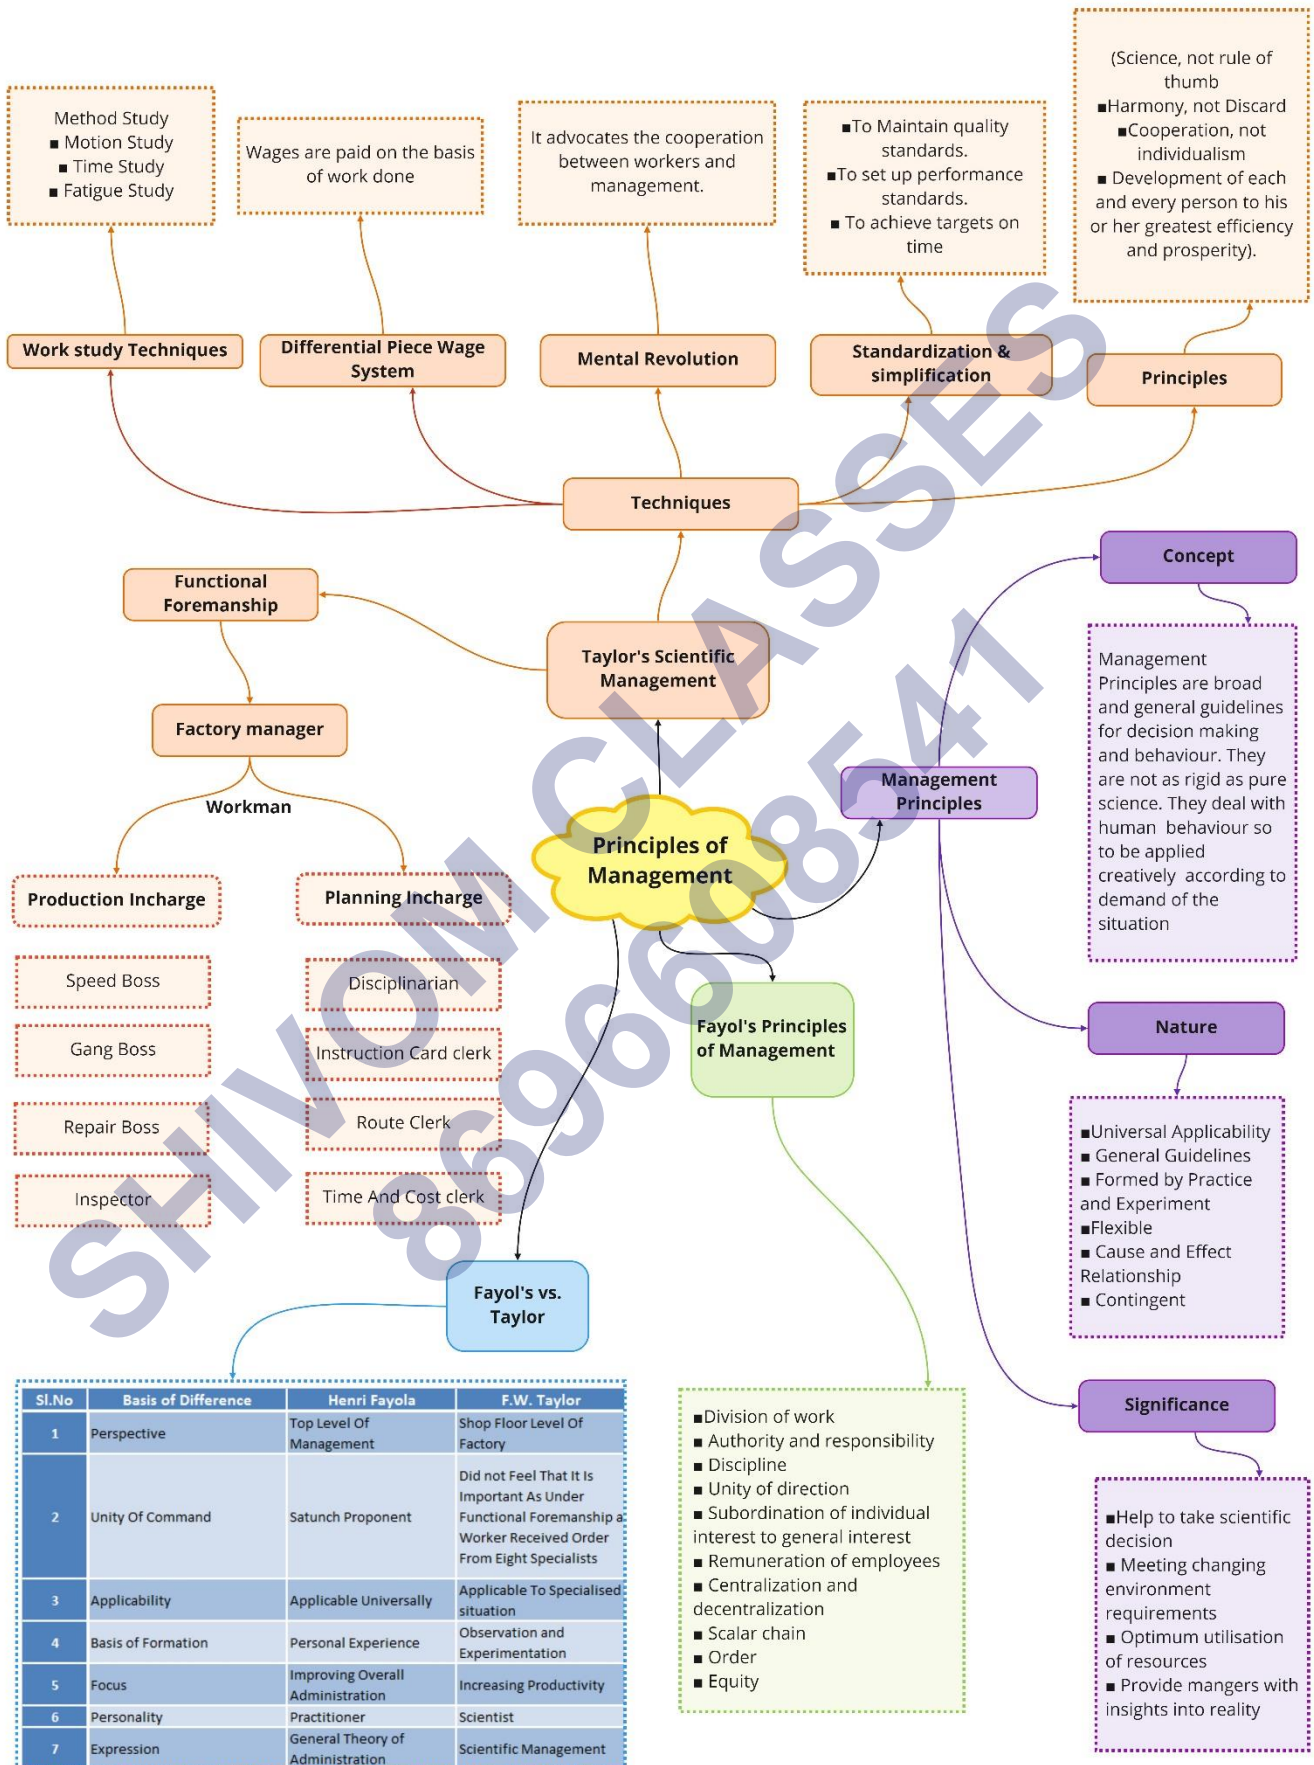 (Science, not rule of
thumb
■Harmony, not Discard
■Cooperation, not
individualism
■ Development of each
and every person to his
or her greatest efficiency
and prosperity).
Method Study
■ Motion Study
■ Time Study
■ Fatigue Study
Wages are paid on the basis
of work done
It advocates the cooperation
between workers and
management.
■To Maintain quality
standards.
■To set up performance
standards.
■ To achieve targets on
time
Work study Techniques
Differential Piece Wage
System
Mental Revolution
Standardization &
simplification
Principles
Techniques
Functional
Foremanship
Taylor's Scientific
Management
Factory manager
Workman
Production Incharge
Planning Incharge
Speed Boss
Disciplinarian
Gang Boss
Instruction Card clerk
Repair Boss
Route Clerk
Inspector
Time And Cost clerk
Principles of
Management
Management
Principles
Concept
Management
Principles are broad
and general guidelines
for decision making
and behaviour. They
are not as rigid as pure
science. They deal with
human behaviour so
to be applied
creatively according to
demand of the
situation
Nature
■Universal Applicability
■ General Guidelines
■ Formed by Practice
and Experiment
■Flexible
■ Cause and Effect
Relationship
■ Contingent
Significance
■Help to take scientific
decision
■ Meeting changing
environment
requirements
■ Optimum utilisation
of resources
■ Provide mangers with
insights into reality
Fayol's Principles
of Management
■Division of work
■ Authority and responsibility
■ Discipline
■ Unity of direction
■ Subordination of individual
interest to general interest
■ Remuneration of employees
■ Centralization and
decentralization
■ Scalar chain
■ Order
■ Equity
Fayol's vs.
Taylor
Sl.No Basis of Difference Henri Fayola F.W. Taylor
1 Perspective Top Level Of Management Shop Floor Level Of Factory
2 Unity Of Command Satunch Proponent Did not Feel That It Is Important As Under Functional Foremanship a Worker Received Order From Eight Specialists
3 Applicability Applicable Universally Applicable To Specialised situation
4 Basis of Formation Personal Experience Observation and Experimentation
5 Focus Improving Overall Administration Increasing Productivity
6 Personality Practitioner Scientist
7 Expression General Theory of Administration Scientific Management
SHIVOM CLASSES
8696608541